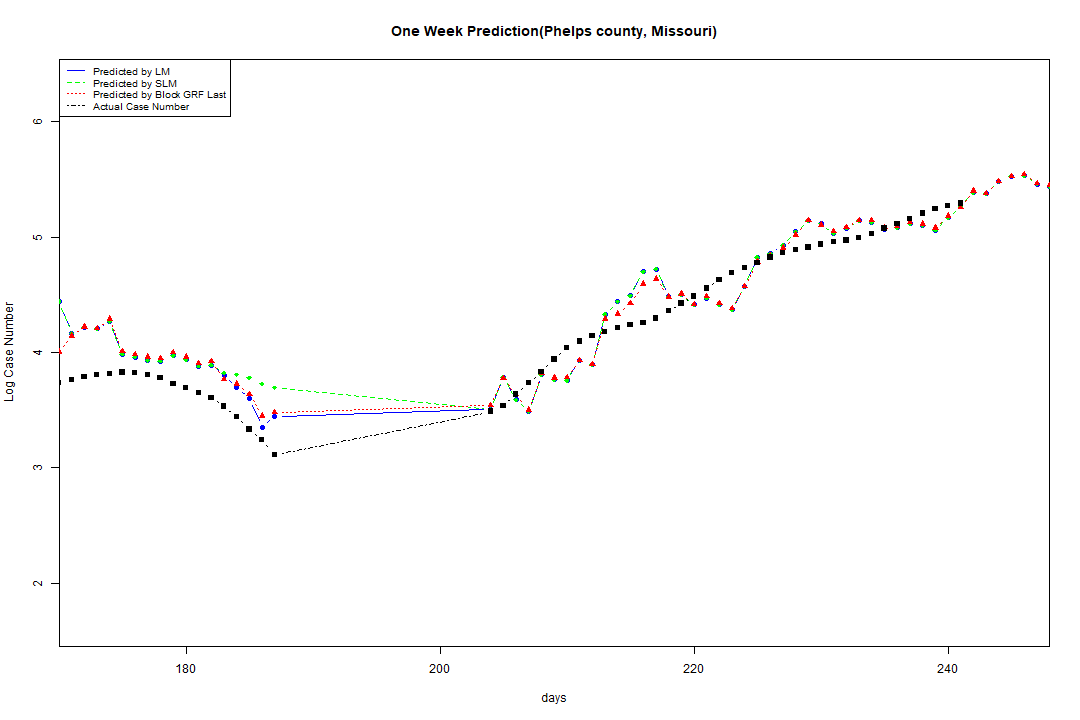 One Week Prediction(Phelps county, Missouri)
Predicted by LM
Predicted by SLM
Predicted by Block GRF Last
Actual Case Number
6
5
4
3
2
Log Case Number
180 200 220 240
days